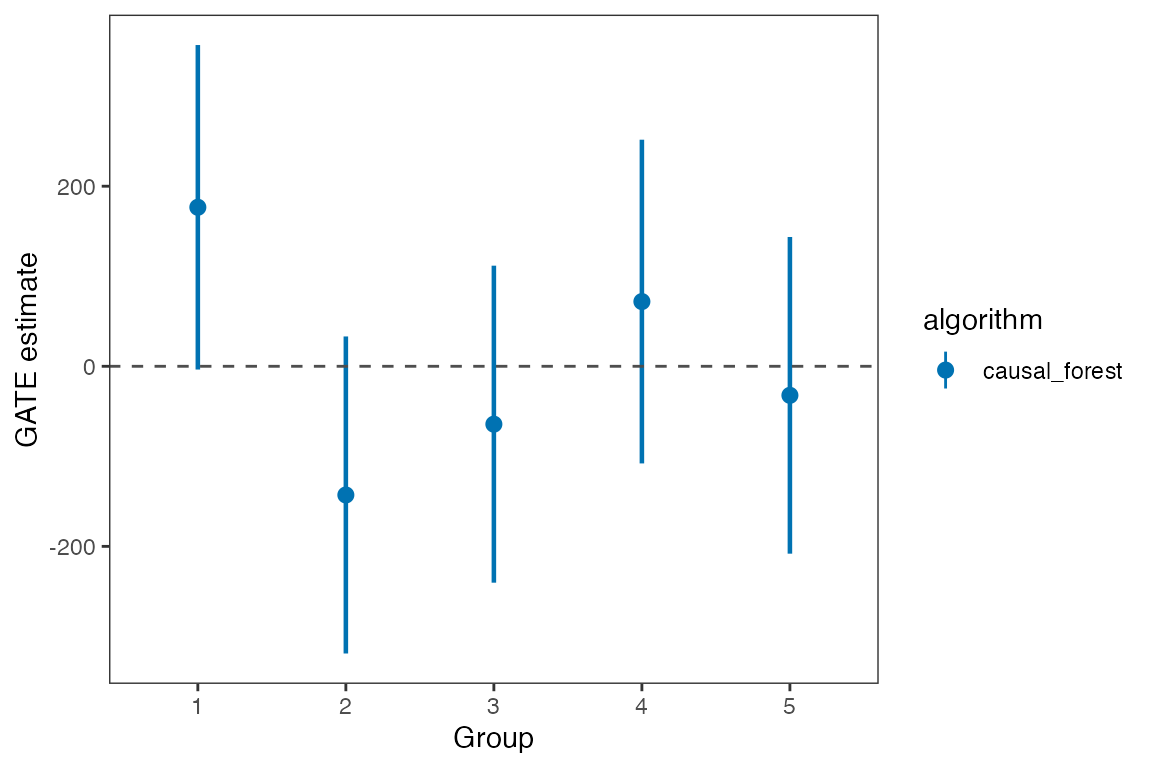 GATE estimate
200
0
-200
1 2 3 4 5
Group
algorithm
causal_forest